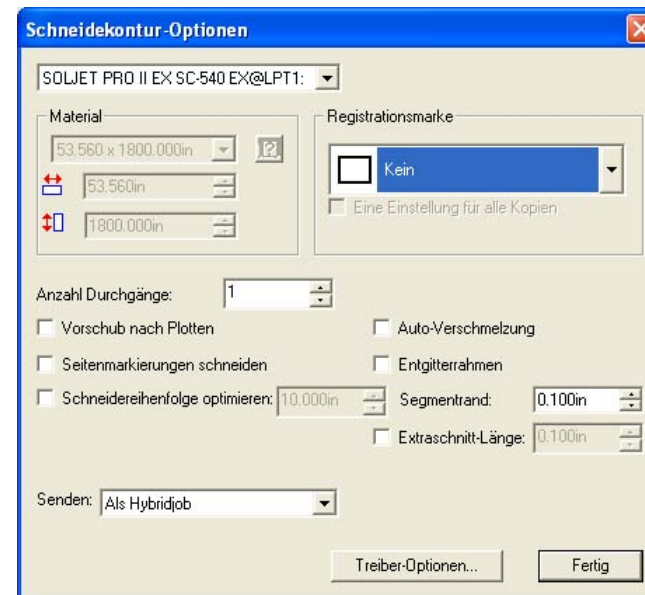 Schneidekontur-Optionen
SOLJET PRO II EX SC-540 EX@LPT1:
Material
53.560 x 1800.000in
53.560in
1800.000in
Registrationsmarke
Kein
Eine Einstellung für alle Kopien
Anzahl Durchgänge: 1
Vorschub nach Plotten
Auto-Verschmelzung
Seitenmarkierungen schneiden
Entgitterrahmen
Schneidereihenfolge optimieren: 10.000in
Segmentrand: 0.100in
Extraschnitt-Länge: 0.100in
Senden: Als Hybridjob
Treiber-Optionen...
Fertig